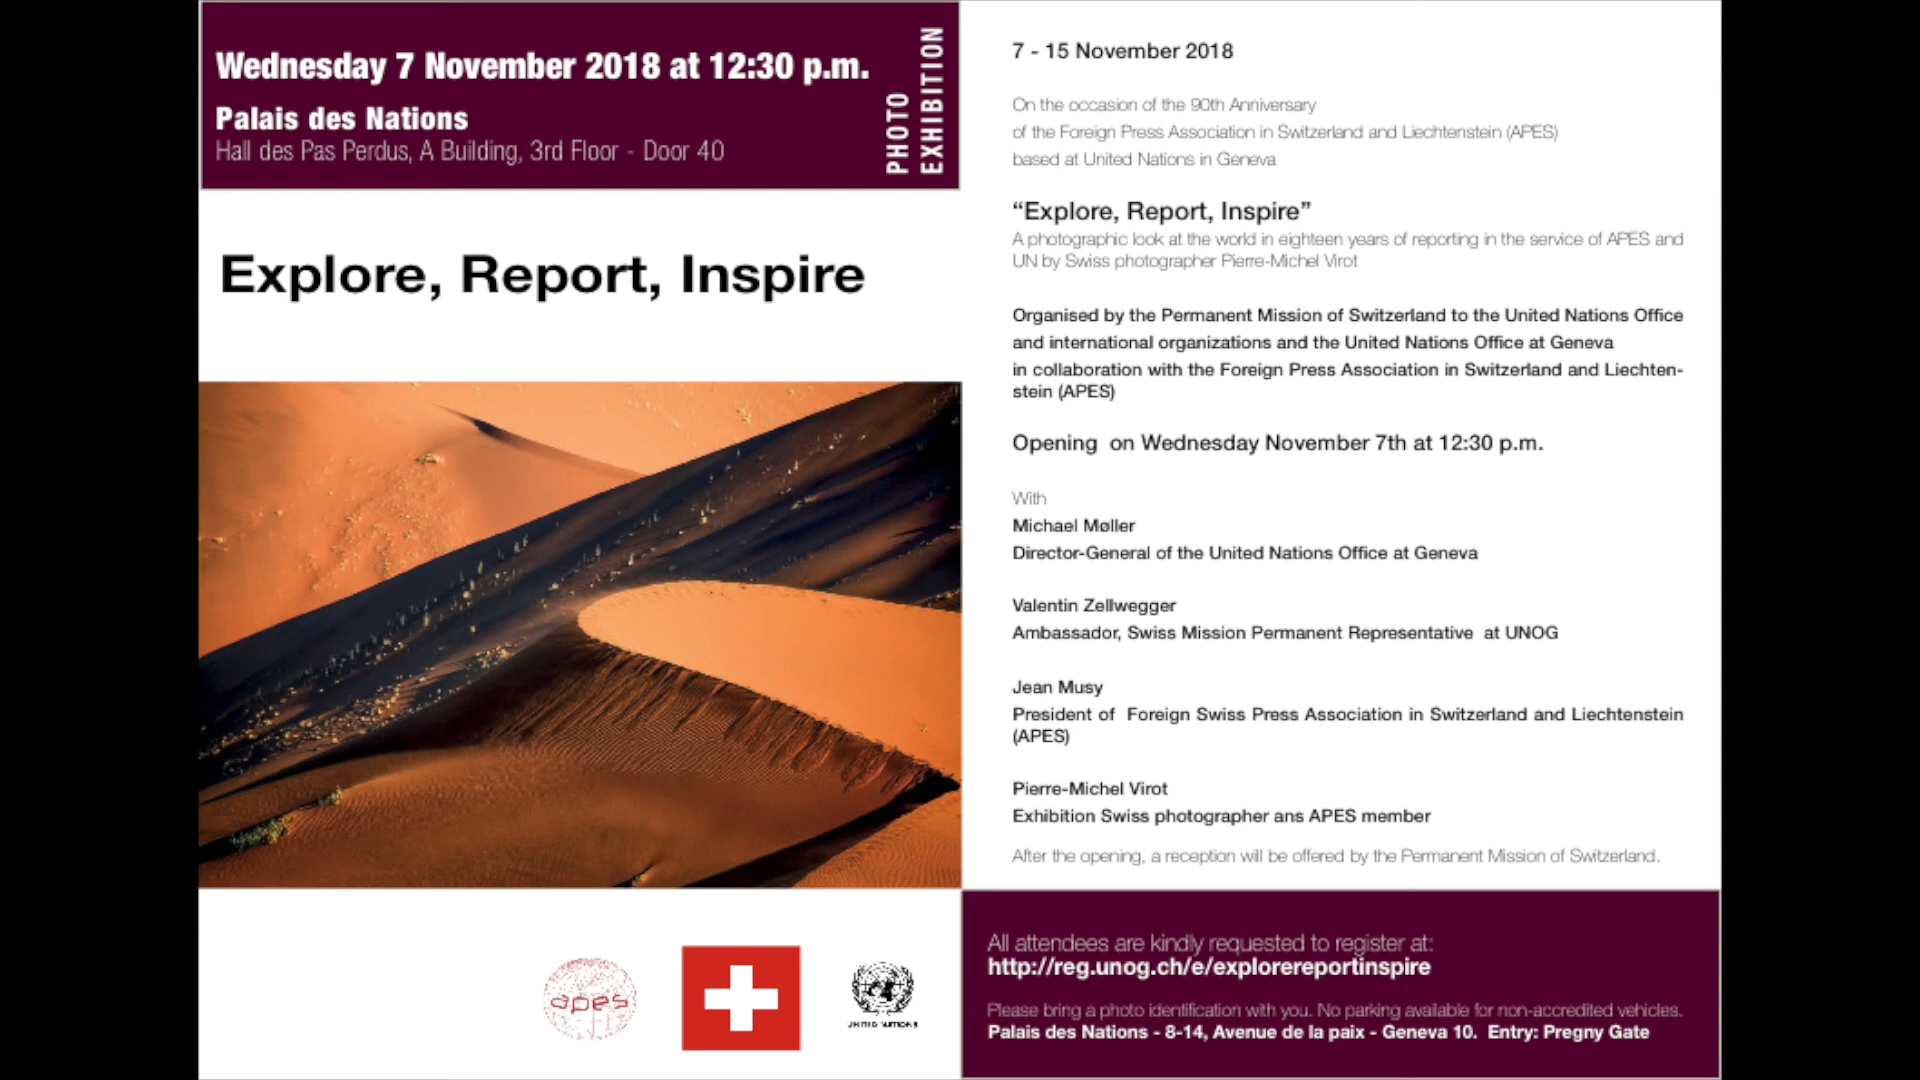 Wednesday 7 November 2018 at 12:30 p.m.
Palais des Nations
Hall des Pas Perdus, A Building, 3rd Floor - Door 40
PHOTO
EXHIBITION
Explore, Report, Inspire
apes
UNITED NATIONS
7 - 15 November 2018
On the occasion of the 90th Anniversary
of the Foreign Press Association in Switzerland and Liechtenstein (APES)
based at United Nations in Geneva
“Explore, Report, Inspire”
A photographic look at the world in eighteen years of reporting in the service of APES and
UN by Swiss photographer Pierre-Michel Virot
Organised by the Permanent Mission of Switzerland to the United Nations Office
and international organizations and the United Nations Office at Geneva
in collaboration with the Foreign Press Association in Switzerland and Liechten-
stein (APES)
Opening on Wednesday November 7th at 12:30 p.m.
With
Michael Møller
Director-General of the United Nations Office at Geneva
Valentin Zellwegger
Ambassador, Swiss Mission Permanent Representative at UNOG
Jean Musy
President of Foreign Swiss Press Association in Switzerland and Liechtenstein
(APES)
Pierre-Michel Virot
Exhibition Swiss photographer ans APES member
After the opening, a reception will be offered by the Permanent Mission of Switzerland.
All attendees are kindly requested to register at:
http://reg.unog.ch/e/explorereportinspire
Please bring a photo identification with you. No parking available for non-accredited vehicles.
Palais des Nations - 8-14, Avenue de la paix - Geneva 10. Entry: Pregny Gate